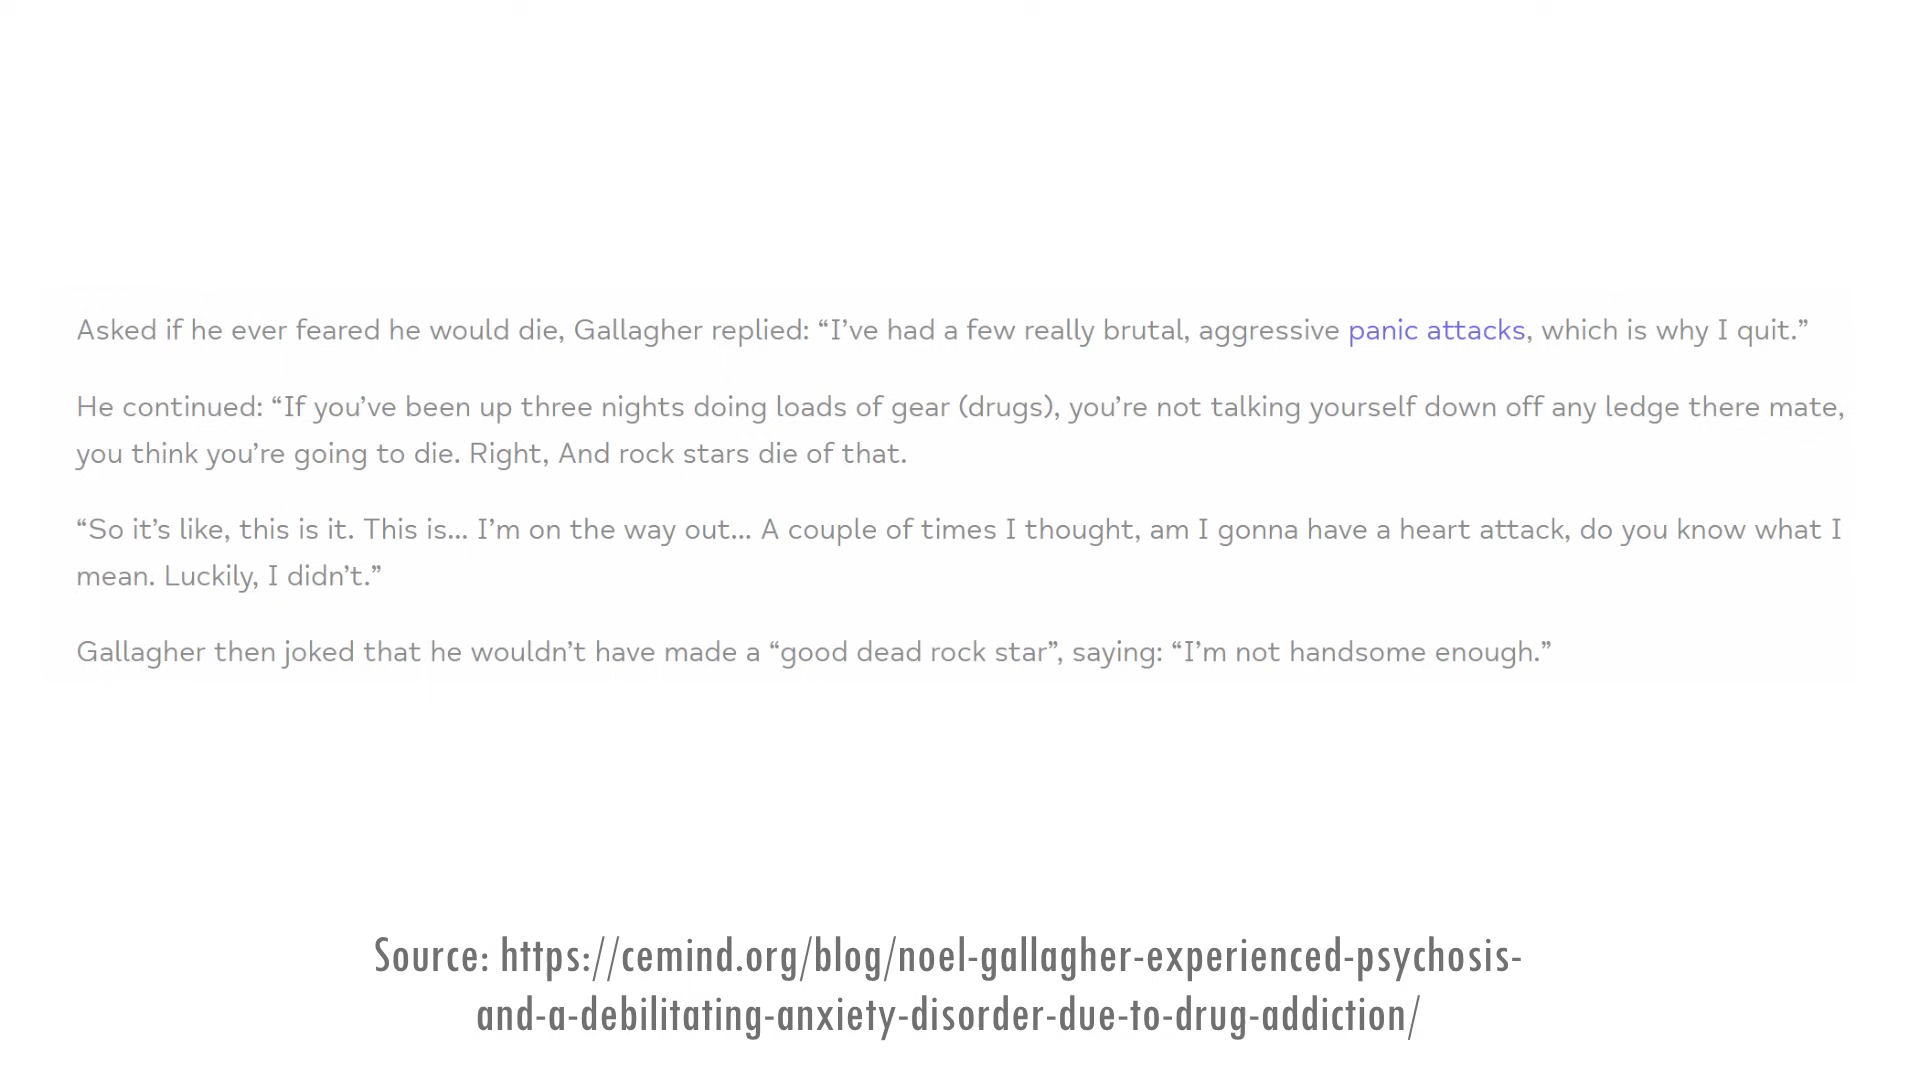 Asked if he ever feared he would die, Gallagher replied: “I’ve had a few really brutal, aggressive panic attacks, which is why I quit.”
He continued: “If you’ve been up three nights doing loads of gear (drugs), you’re not talking yourself down off any ledge there mate,
you think you’re going to die. Right, And rock stars die of that.
“So it’s like, this is it. This is... I’m on the way out... A couple of times I thought, am I gonna have a heart attack, do you know what I
mean. Luckily, I didn’t.”
Gallagher then joked that he wouldn’t have made a “good dead rock star”, saying: “I’m not handsome enough.”
Source: https://cemind.org/blog/noel-gallagher-experienced-psychosis-
and-a-debilitating-anxiety-disorder-due-to-drug-addiction/